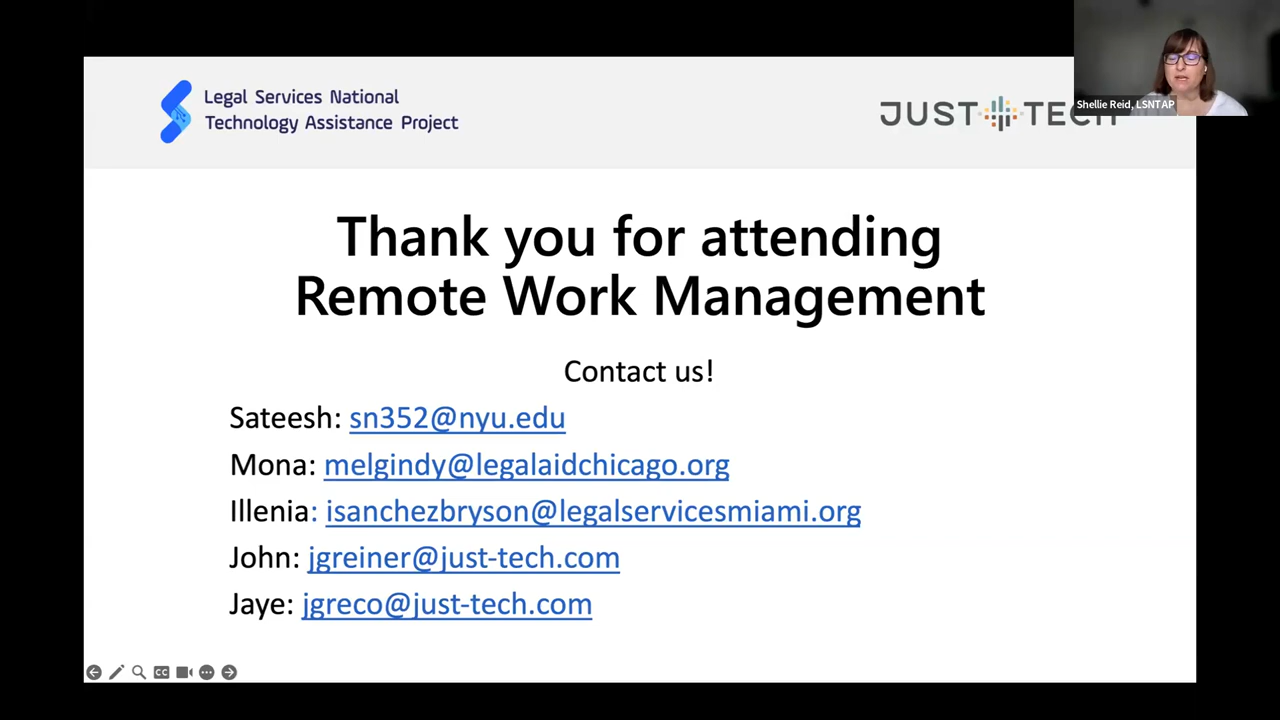 Legal Services National
Technology Assistance Project
JUST TECH
Shellie Reid, LSNTAP
Thank you for attending
Remote Work Management
Contact us!
Sateesh: sn352@nyu.edu
Mona: melgindy@legalaidchicago.org
Illenia: isanchezbryson@legalservicesmiami.org
John: jgreiner@just-tech.com
Jaye: jgreco@just-tech.com
CC